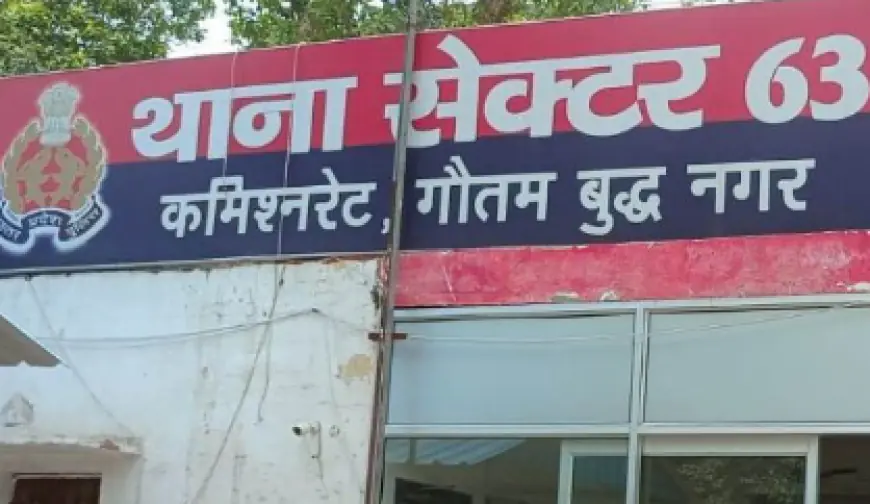 थाना सेक्टर 63
कमिश्नरेट, गौतम बुद्ध नगर